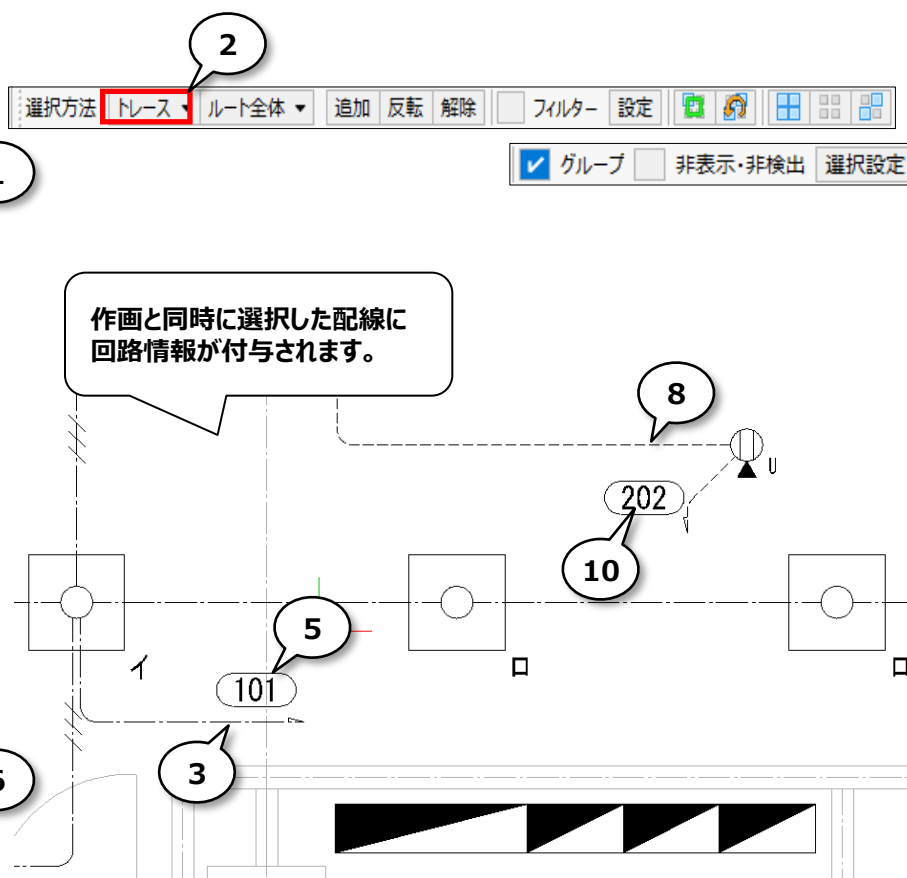 2
選択方法 トレース ▼ ルート全体 ▼ 追加 反転 解除 フィルター 設定
グループ 非表示・非検出 選択設定
作画と同時に選択した配線に
回路情報が付与されます。
8
U
202
10
5
イ
ロ
ロ
101
3